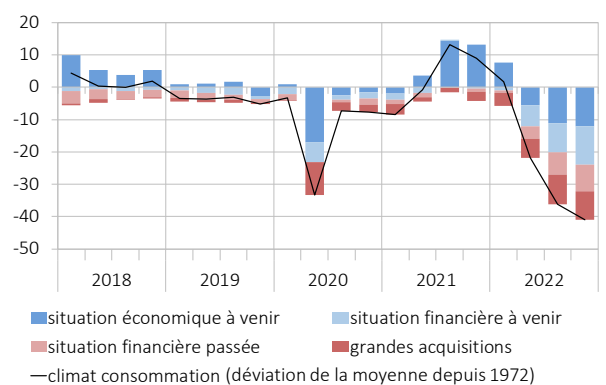 20
10
0
-10
-20
-30
-40
-50
2018 2019 2020 2021 2022
situation économique à venir situation financière à venir
situation financière passée grandes acquisitions
climat consommation (déviation de la moyenne depuis 1972)